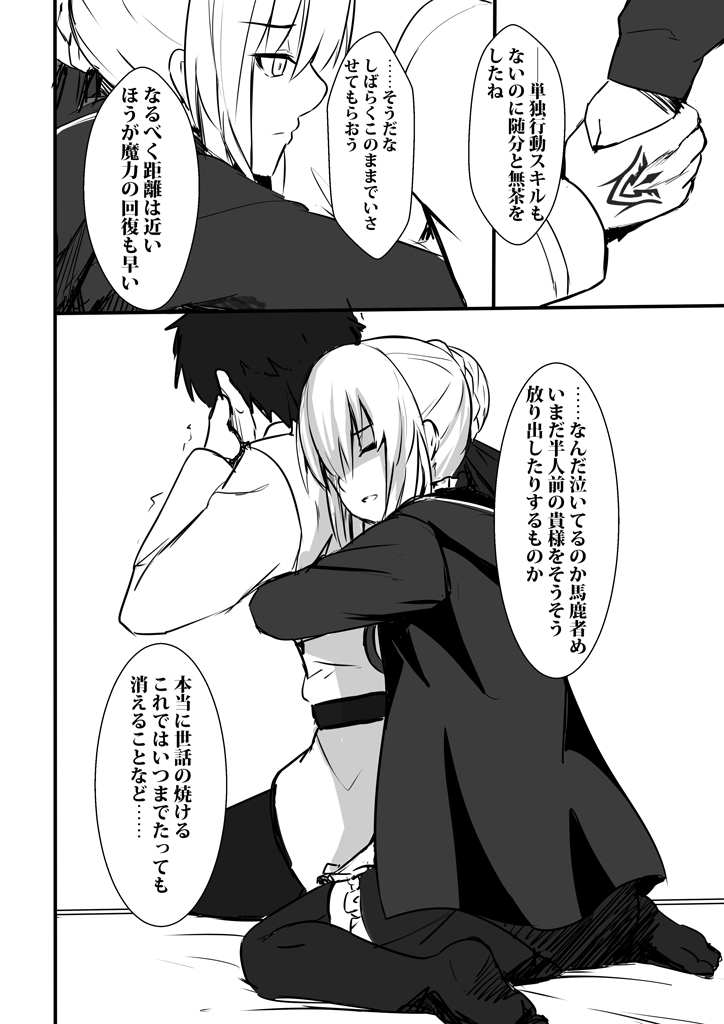 ──単独行動スキルも
ないのに随分と無茶を
したね
……そうだな
しばらくこのままでいさ
せてもらおう
なるべく距離は近い
ほうが魔力の回復も早い
……なんだ泣いてるのか馬鹿者め
いまだ半人前の貴様をそうそう
放り出したりするものか
本当に世話の焼ける
これではいつまでたっても
消えることなど……